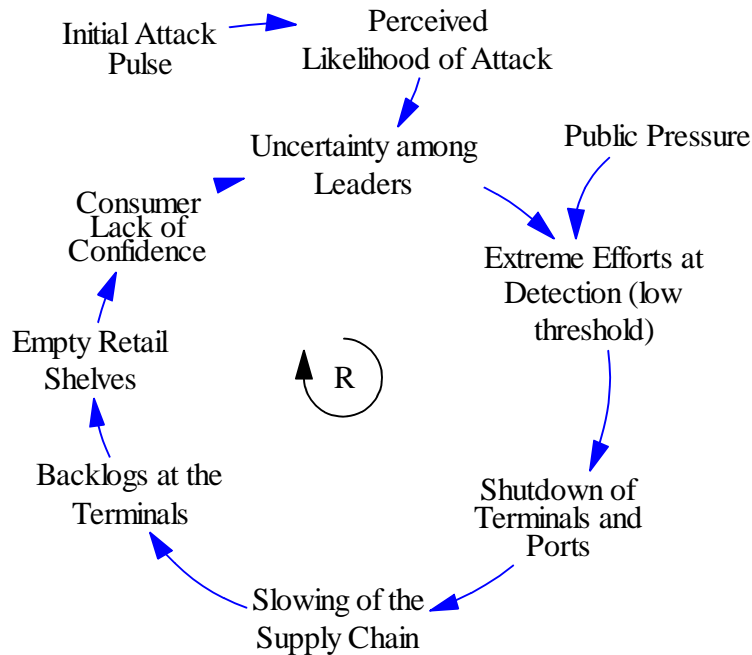 Initial Attack
Pulse
Perceived
Likelihood of Attack
Uncertainty among
Leaders
Public Pressure
Extreme Efforts at
Detection (low
threshold)
Shutdown of
Terminals and
Ports
Slowing of the
Supply Chain
Backlogs at the
Terminals
Empty Retail
Shelves
Consumer
Lack of
Confidence
R